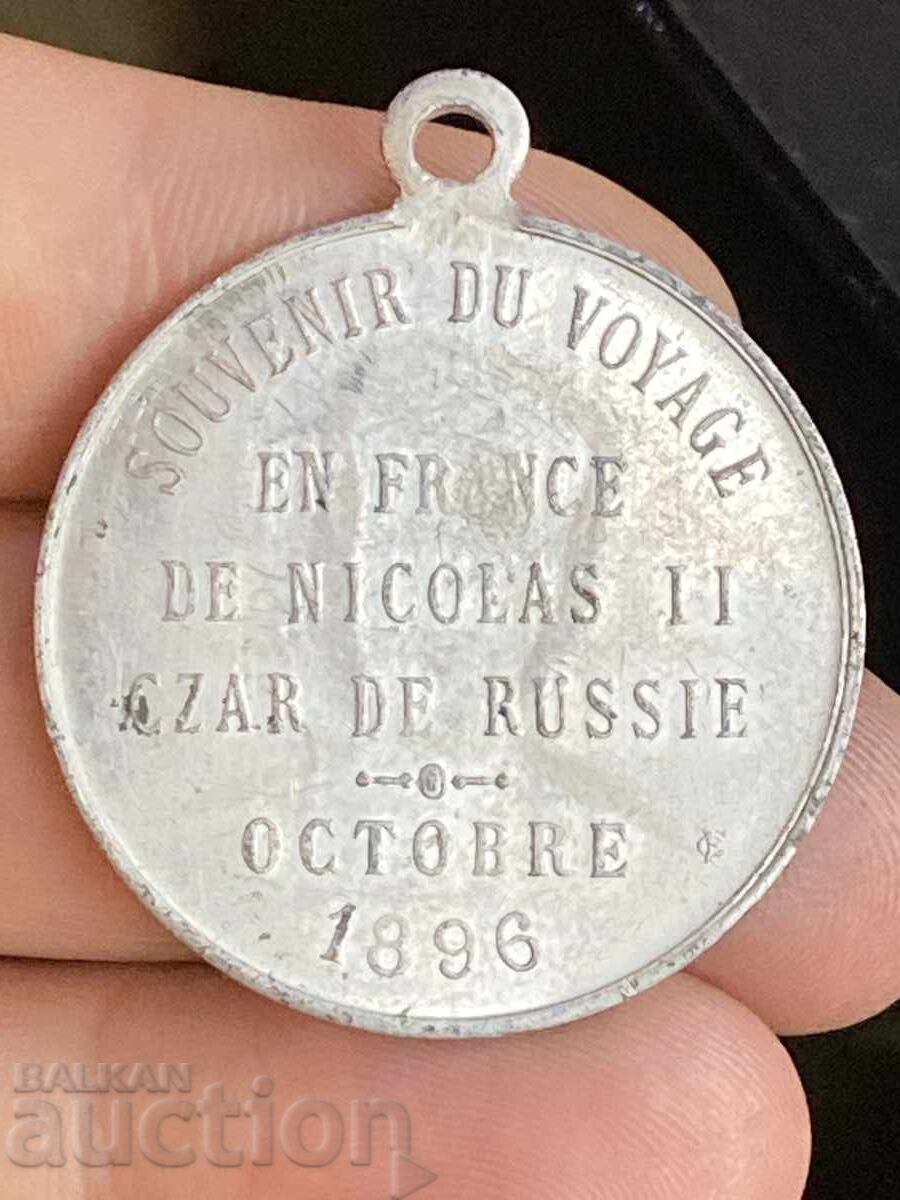 SOUVENIR DU VOYAGE
EN FRANCE
DE NICOLAS II
CZAR DE RUSSIE
OCTOBRE
1896
BALKAN
auction